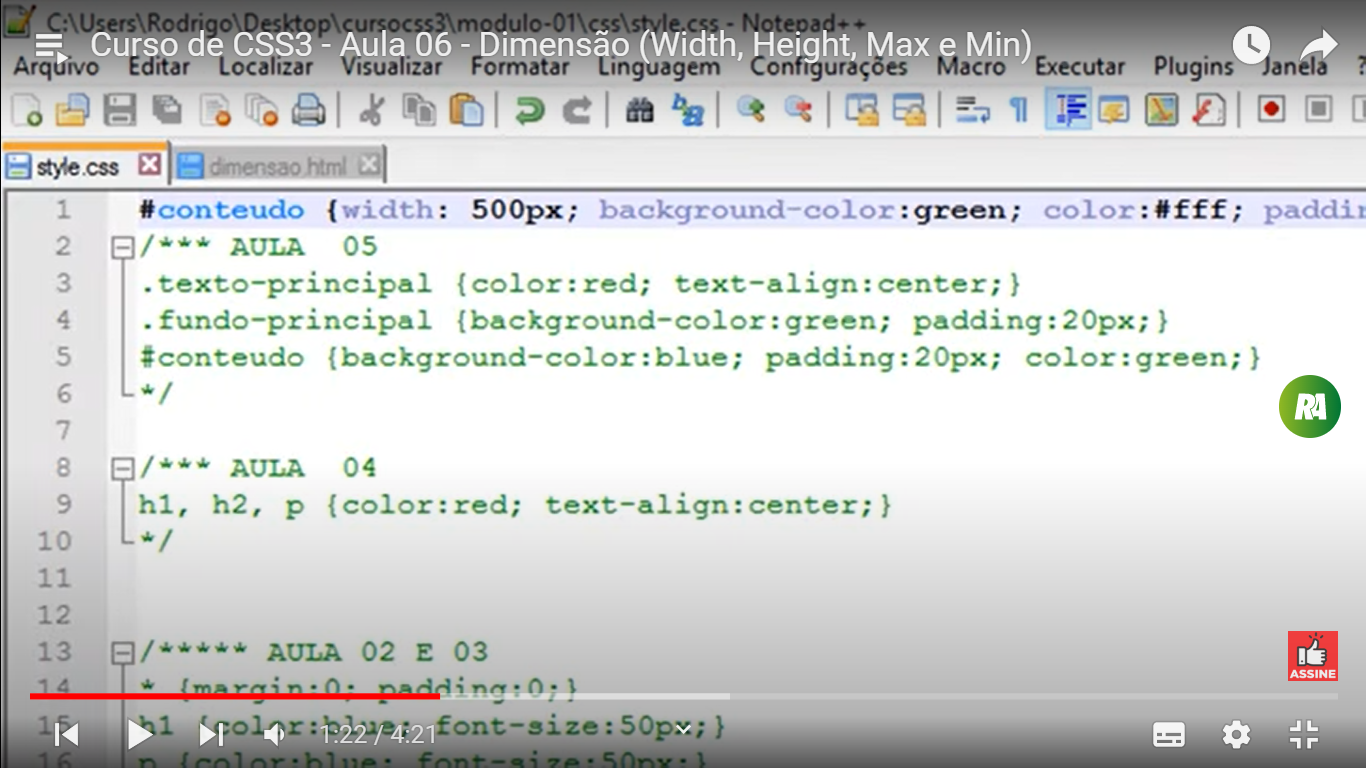 C:\Users\Rodrigo\Desktop\cursocss3\modulo-01\css\style.css - Notepad++
Curso de CSS3 - Aula 06 - Dimensão (Width, Height, Max e Min)
Arquivo Editar Localizar Visualizar Formatar Linguagem Configurações Macro Executar Plugins Janela ?
style.css dimensao.html
1 #conteudo {width: 500px; background-color:green; color:#fff; paddin
2 /*** AULA  05
3 .texto-principal {color:red; text-align:center;}
4 .fundo-principal {background-color:green; padding:20px;}
5 #conteudo {background-color:blue; padding:20px; color:green;}
6 */
7
8 /*** AULA  04
9 h1, h2, p {color:red; text-align:center;}
10 */
11
12
13 /***** AULA 02 E 03
14 * {margin:0; padding:0;}
15 h1 {color:blue; font-size:50px;}
16 p {color:blue; font-size:50px;}
RA
ASSINE
1:22 / 4:21